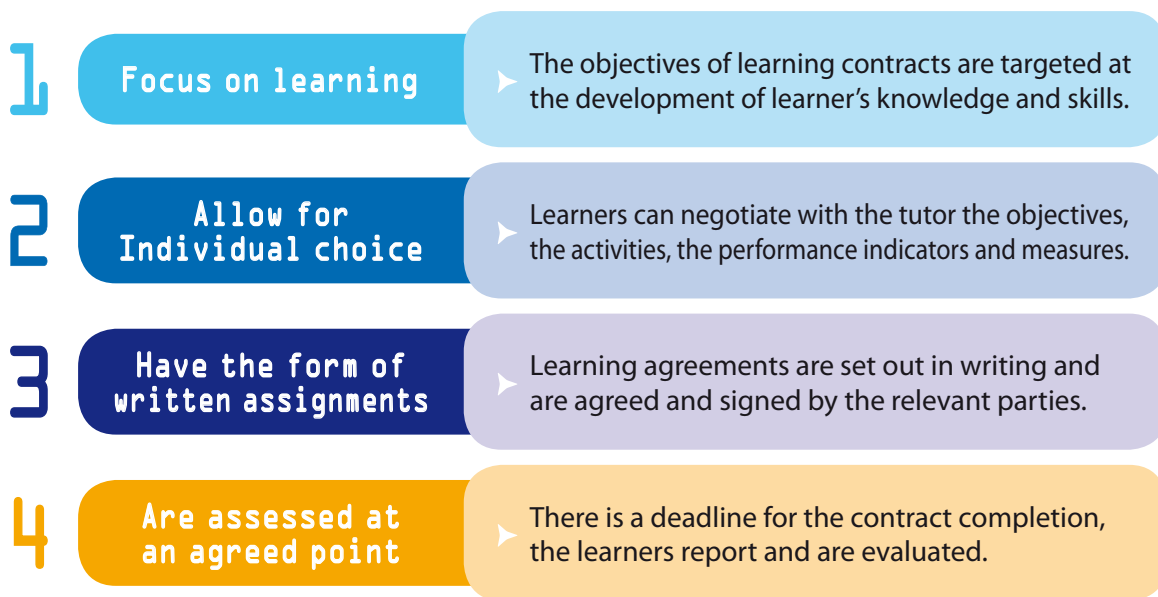 1
Focus on learning
The objectives of learning contracts are targeted at
the development of learner's knowledge and skills.
2
Allow for
Individual choice
Learners can negotiate with the tutor the objectives,
the activities, the performance indicators and measures.
3
Have the form of
written assignments
Learning agreements are set out in writing and
are agreed and signed by the relevant parties.
4
Are assessed at
an agreed point
There is a deadline for the contract completion,
the learners report and are evaluated.